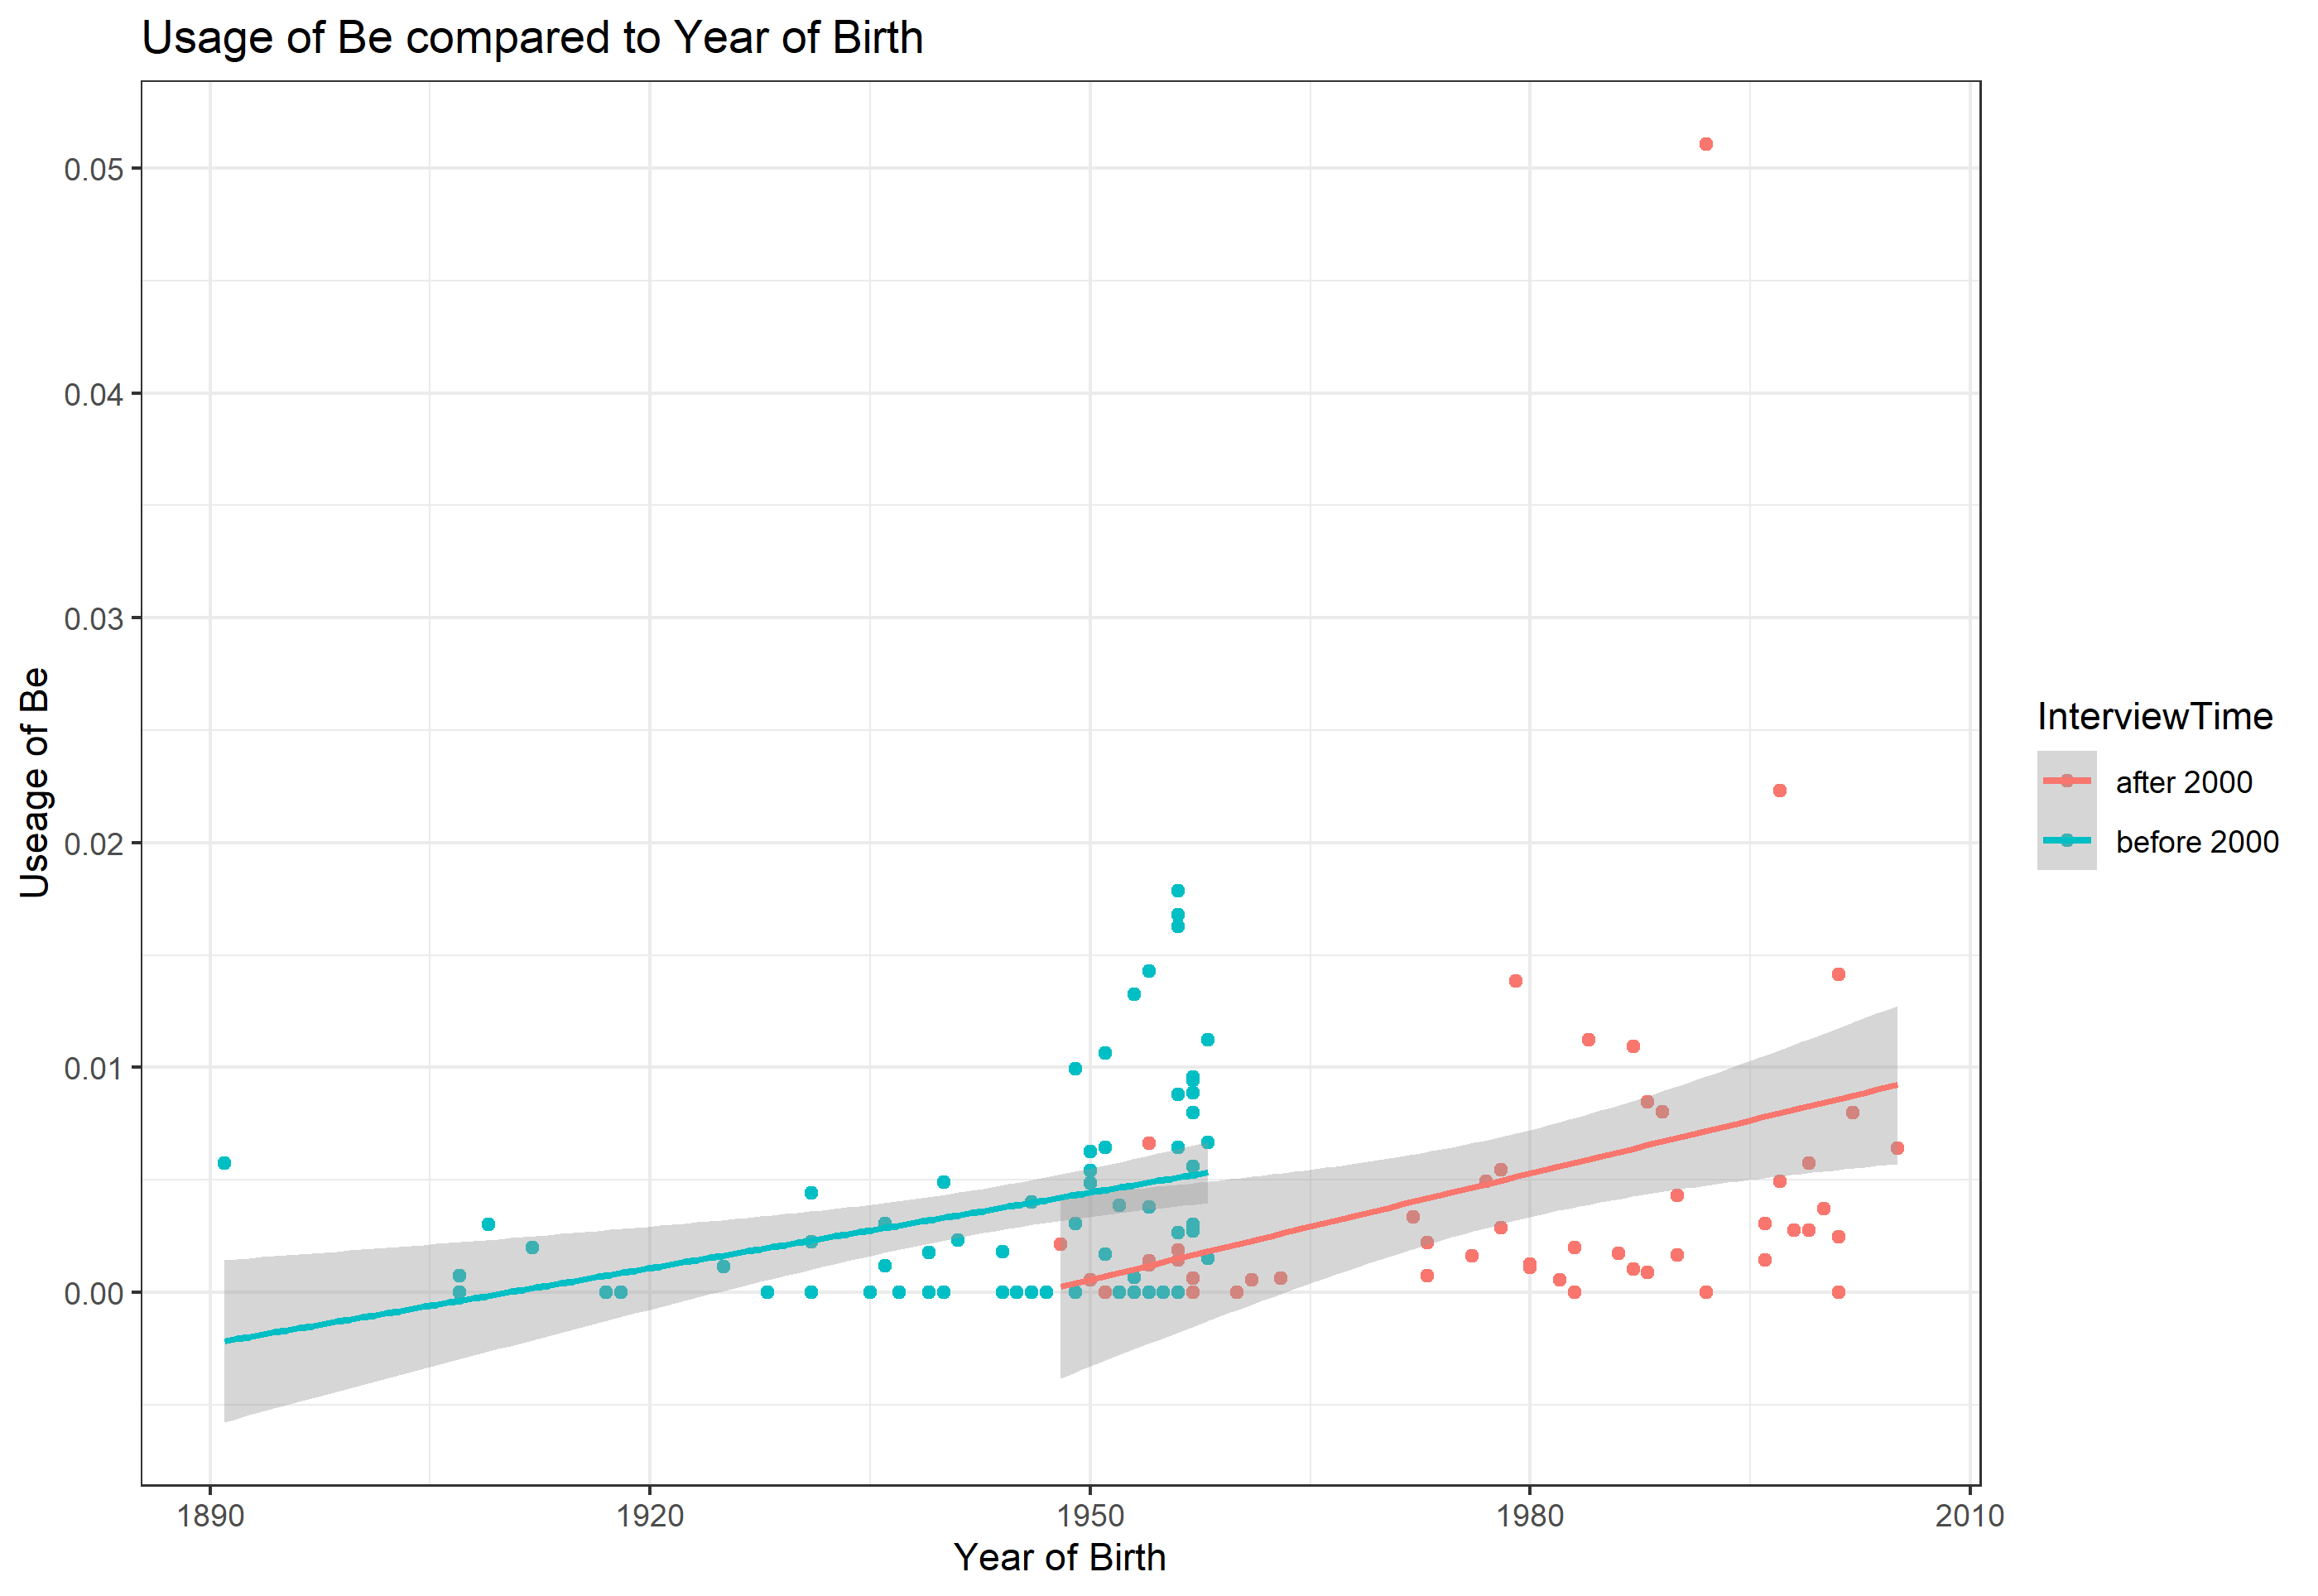 Usage of Be compared to Year of Birth
Useage of Be
0.05
0.04
0.03
0.02
0.01
0.00
1890
1920
1950
1980
2010
Year of Birth
InterviewTime
after 2000
before 2000